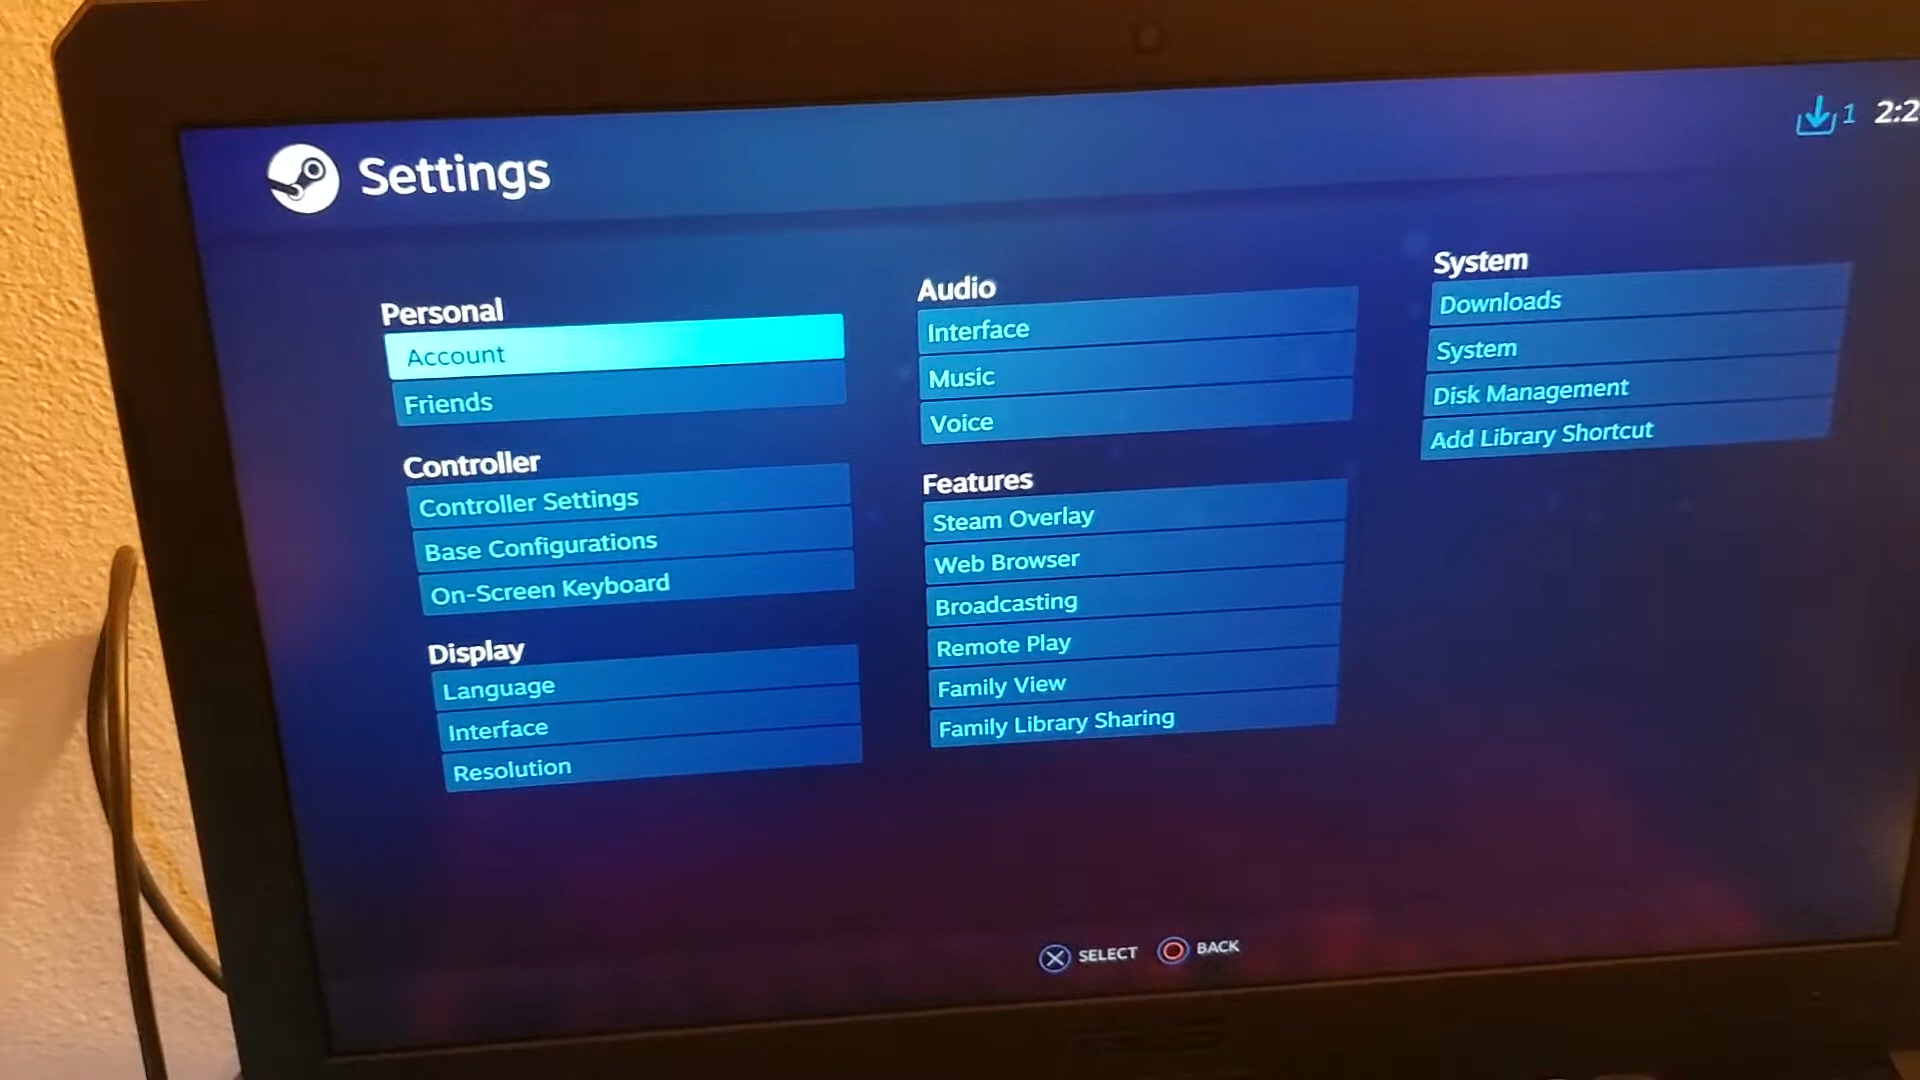 Settings
1
Personal
Account
Friends
Controller
Controller Settings
Base Configurations
On-Screen Keyboard
Display
Language
Interface
Resolution
Audio
Interface
Music
Voice
Features
Steam Overlay
Web Browser
Broadcasting
Remote Play
Family View
Family Library Sharing
System
Downloads
System
Disk Management
Add Library Shortcut
SELECT BACK